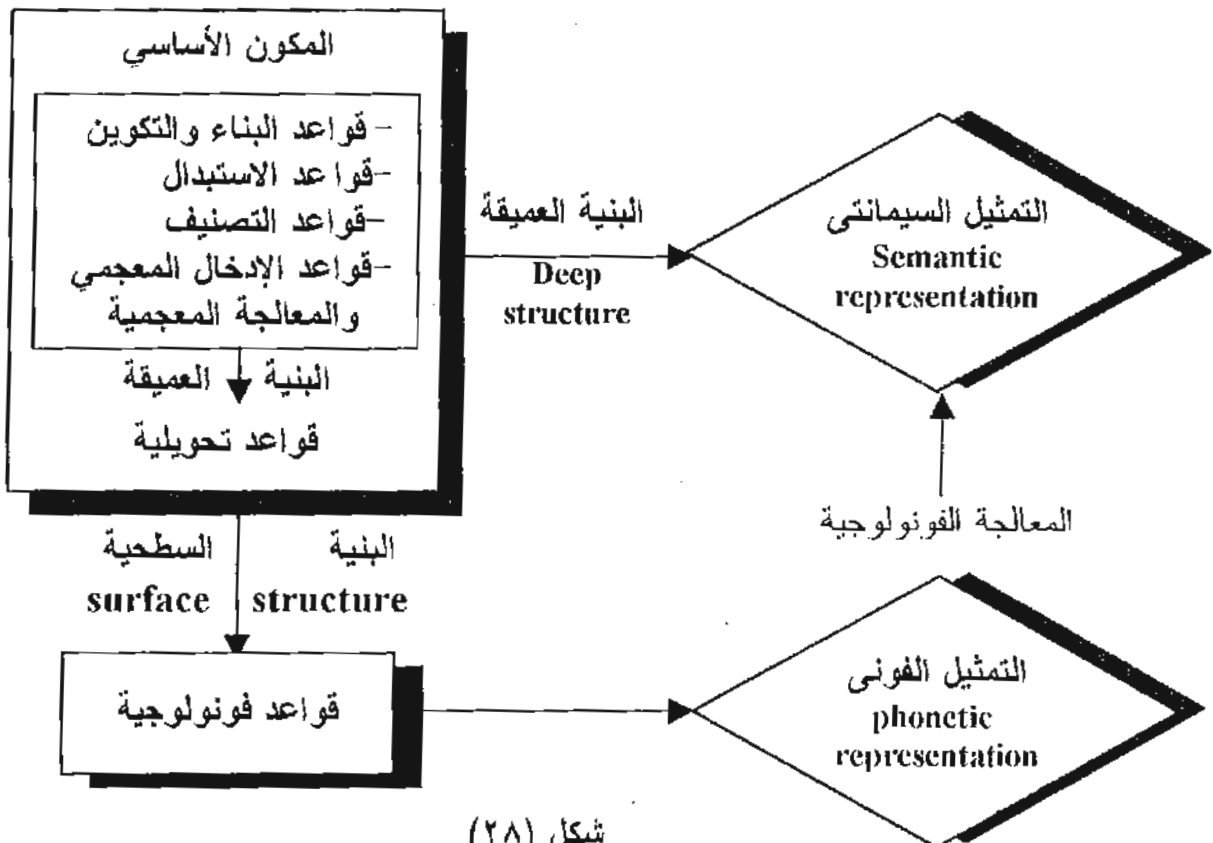 المكون الأساسي
-قواعد البناء والتكوين
-قواعد الاستبدال
-قواعد التصنيف
-قواعد الإدخال المعجمي
والمعالجة المعجمية
البنية العميقة
قواعد تحويلية
البنية العميقة
Deep
structure
التمثيل السيمانتى
Semantic
representation
البنية السطحية
surface structure
المعالجة الفونولوجية
قواعد فونولوجية
التمثيل الفونى
phonetic
representation
شكل (٢٨)